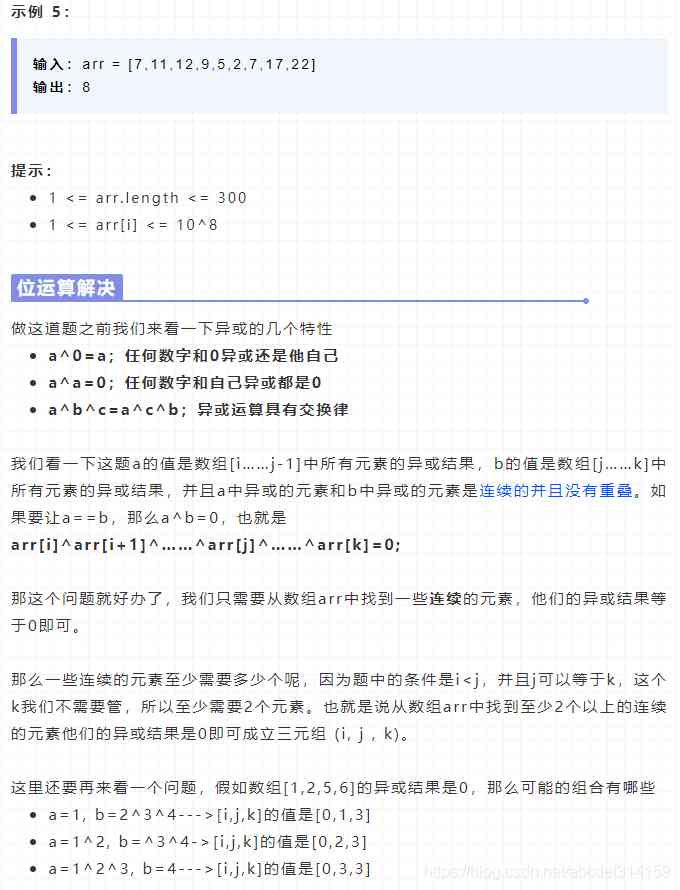 示例 5：
输入：arr = [7,11,12,9,5,2,7,17,22]
输出：8
提示：
• 1 <= arr.length <= 300
• 1 <= arr[i] <= 10^8
位运算解决
做这道题之前我们来看一下异或的几个特性
• a^0=a；任何数字和0异或还是他自己
• a^a=0；任何数字和自己异或都是0
• a^b^c=a^c^b；异或运算具有交换律
我们看一下这题a的值是数组[i……j-1]中所有元素的异或结果，b的值是数组[j……k]中
所有元素的异或结果，并且a中异或的元素和b中异或的元素是连续的并且没有重叠。如
果要让a==b，那么a^b=0，也就是
arr[i]^arr[i+1]^……^arr[j]^……^arr[k]=0;
那这个问题就好办了，我们只需要从数组arr中找到一些连续的元素，他们的异或结果等
于0即可。
那么一些连续的元素至少需要多少个呢，因为题中的条件是i<j，并且j可以等于k，这个
k我们不需要管，所以至少需要2个元素。也就是说从数组arr中找到至少2个以上的连续
的元素他们的异或结果是0即可成立三元组 (i, j , k)。
这里还要再来看一个问题，假如数组[1,2,5,6]的异或结果是0，那么可能的组合有哪些
• a=1, b=2^3^4--->[i,j,k]的值是[0,1,3]
• a=1^2, b=^3^4->[i,j,k]的值是[0,2,3]
• a=1^2^3, b=4--->[i,j,k]的值是[0,3,3]